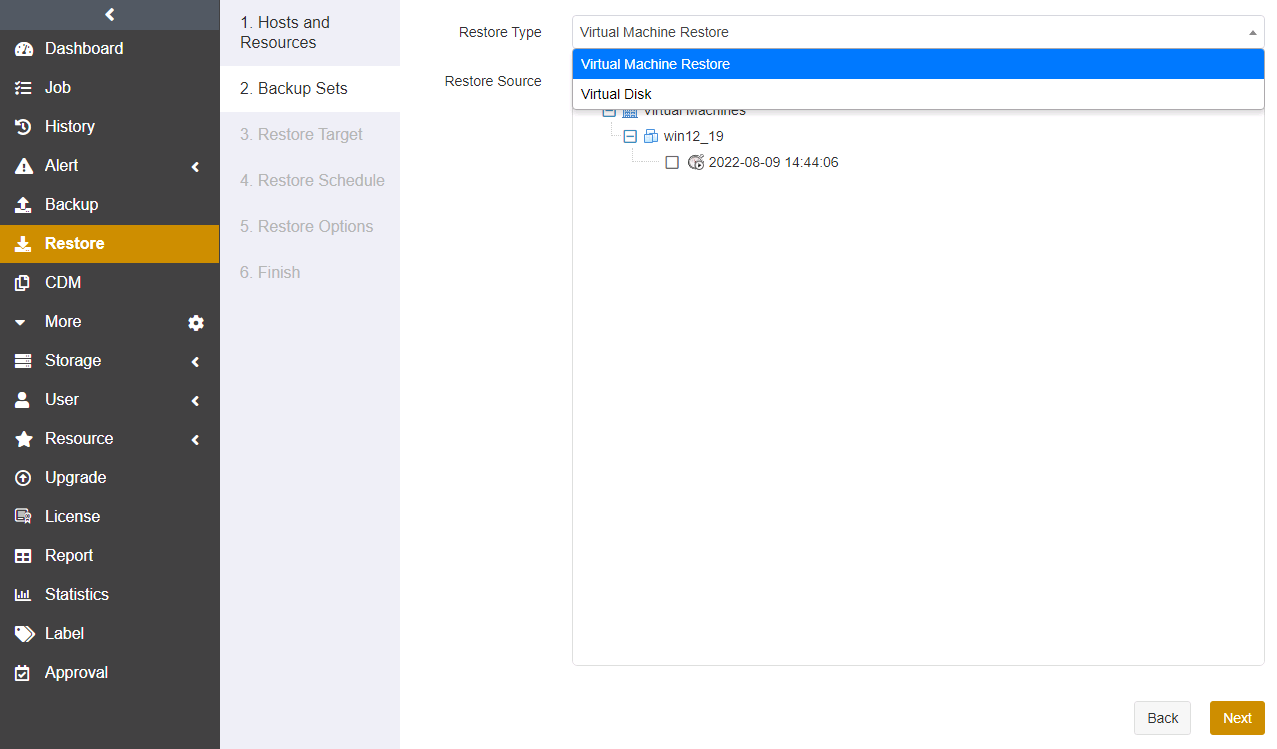 Dashboard
Job
History
Alert
Backup
Restore
CDM
More
Storage
User
Resource
Upgrade
License
Report
Statistics
Label
Approval
1. Hosts and
Resources
2. Backup Sets
3. Restore Target
4. Restore Schedule
5. Restore Options
6. Finish
Restore Type
Virtual Machine Restore
Virtual Machine Restore
Virtual Disk
Restore Source
Virtual Machines
win12_19
2022-08-09 14:44:06
Back
Next